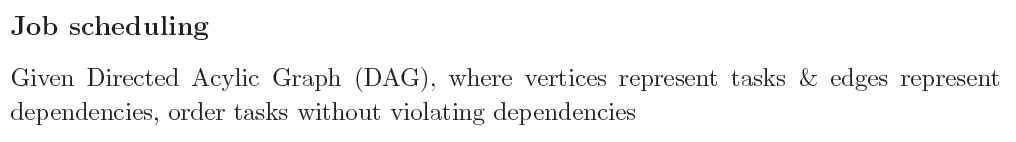 Job scheduling
Given Directed Acylic Graph (DAG), where vertices represent tasks & edges represent
dependencies, order tasks without violating dependencies